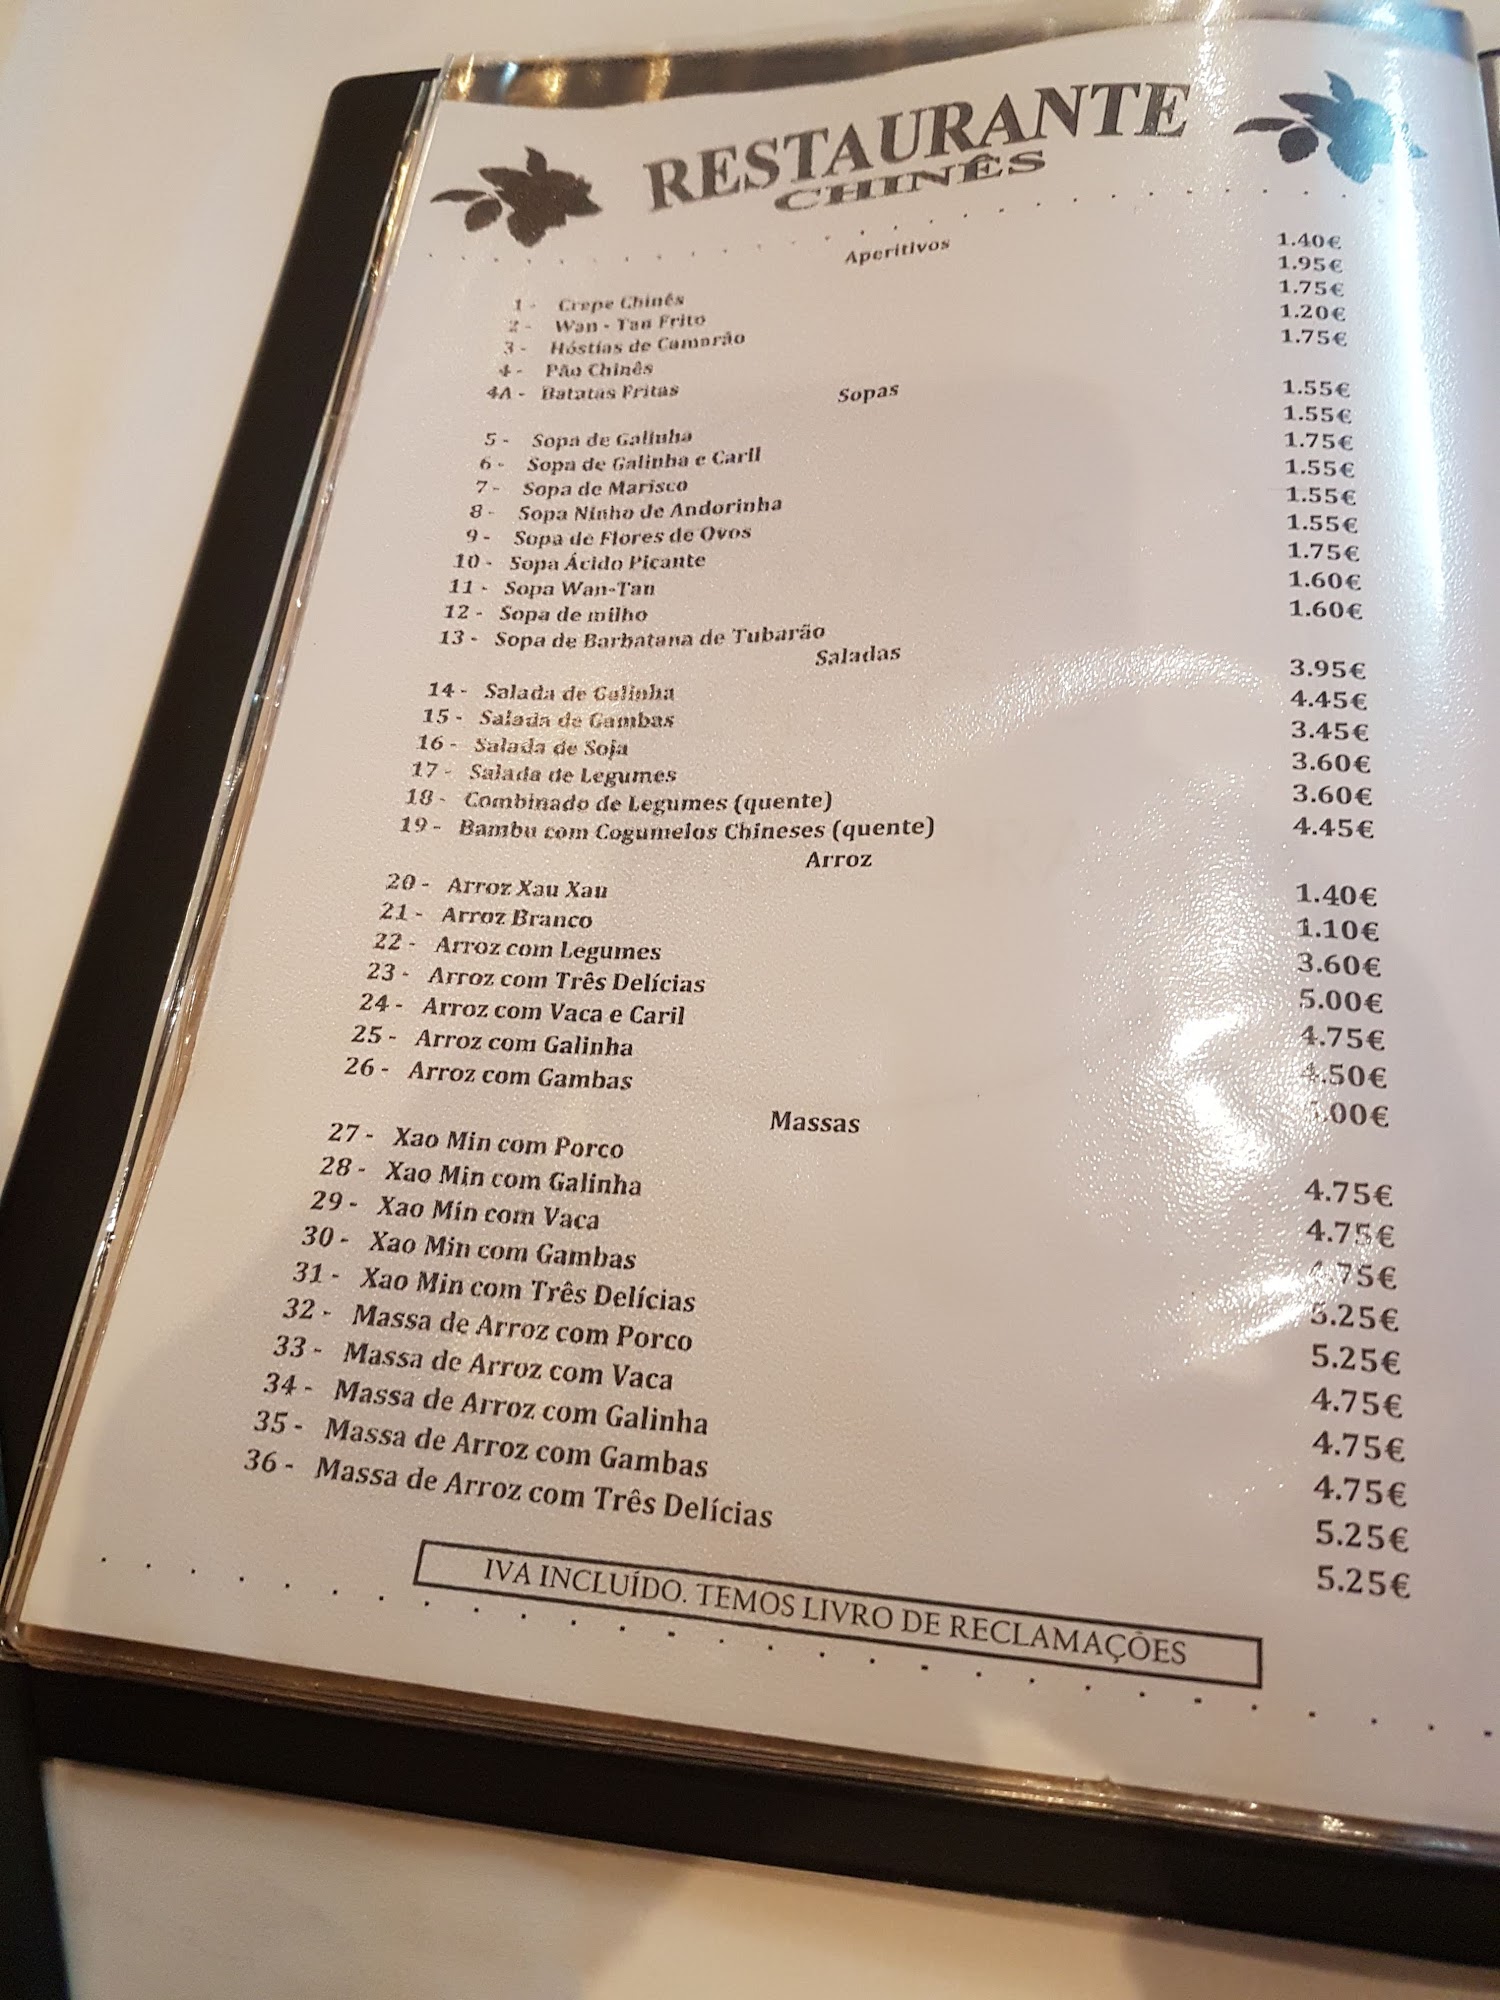 RESTAURANTE
CHINÊS
Aperitivos
1 - Crepe Chinês 1.40€
2 - Wan - Tan Frito 1.95€
3 - Hóstias de Camarão 1.75€
4 - Pão Chinês 1.20€
4A - Batatas Fritas 1.75€
Sopas
5 - Sopa de Galinha 1.55€
6 - Sopa de Galinha e Caril 1.55€
7 - Sopa de Marisco 1.75€
8 - Sopa Ninho de Andorinha 1.55€
9 - Sopa de Flores de Ovos 1.55€
10 - Sopa Ácido Picante 1.55€
11 - Sopa Wan-Tan 1.75€
12 - Sopa de milho 1.60€
13 - Sopa de Barbatana de Tubarão 1.60€
Saladas
14 - Salada de Galinha 3.95€
15 - Salada de Gambas 4.45€
16 - Salada de Soja 3.45€
17 - Salada de Legumes 3.60€
18 - Combinado de Legumes (quente) 3.60€
19 - Bambu com Cogumelos Chineses (quente) 4.45€
Arroz
20 - Arroz Xau Xau 1.40€
21 - Arroz Branco 1.10€
22 - Arroz com Legumes 3.60€
23 - Arroz com Três Delícias 5.00€
24 - Arroz com Vaca e Caril 4.75€
25 - Arroz com Galinha 4.50€
26 - Arroz com Gambas
Massas
27 - Xao Min com Porco 4.75€
28 - Xao Min com Galinha 4.75€
29 - Xao Min com Vaca 4.75€
30 - Xao Min com Gambas 5.25€
31 - Xao Min com Três Delícias 5.25€
32 - Massa de Arroz com Porco 4.75€
33 - Massa de Arroz com Vaca 4.75€
34 - Massa de Arroz com Galinha 4.75€
35 - Massa de Arroz com Gambas 5.25€
36 - Massa de Arroz com Três Delícias 5.25€
IVA INCLUÍDO. TEMOS LIVRO DE RECLAMAÇÕES